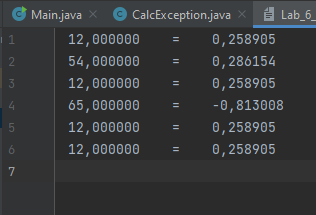 Main.java × CalcException.java × Lab_6_
1 12,000000 = 0,258905
2 54,000000 = 0,286154
3 12,000000 = 0,258905
4 65,000000 = -0,813008
5 12,000000 = 0,258905
6 12,000000 = 0,258905
7